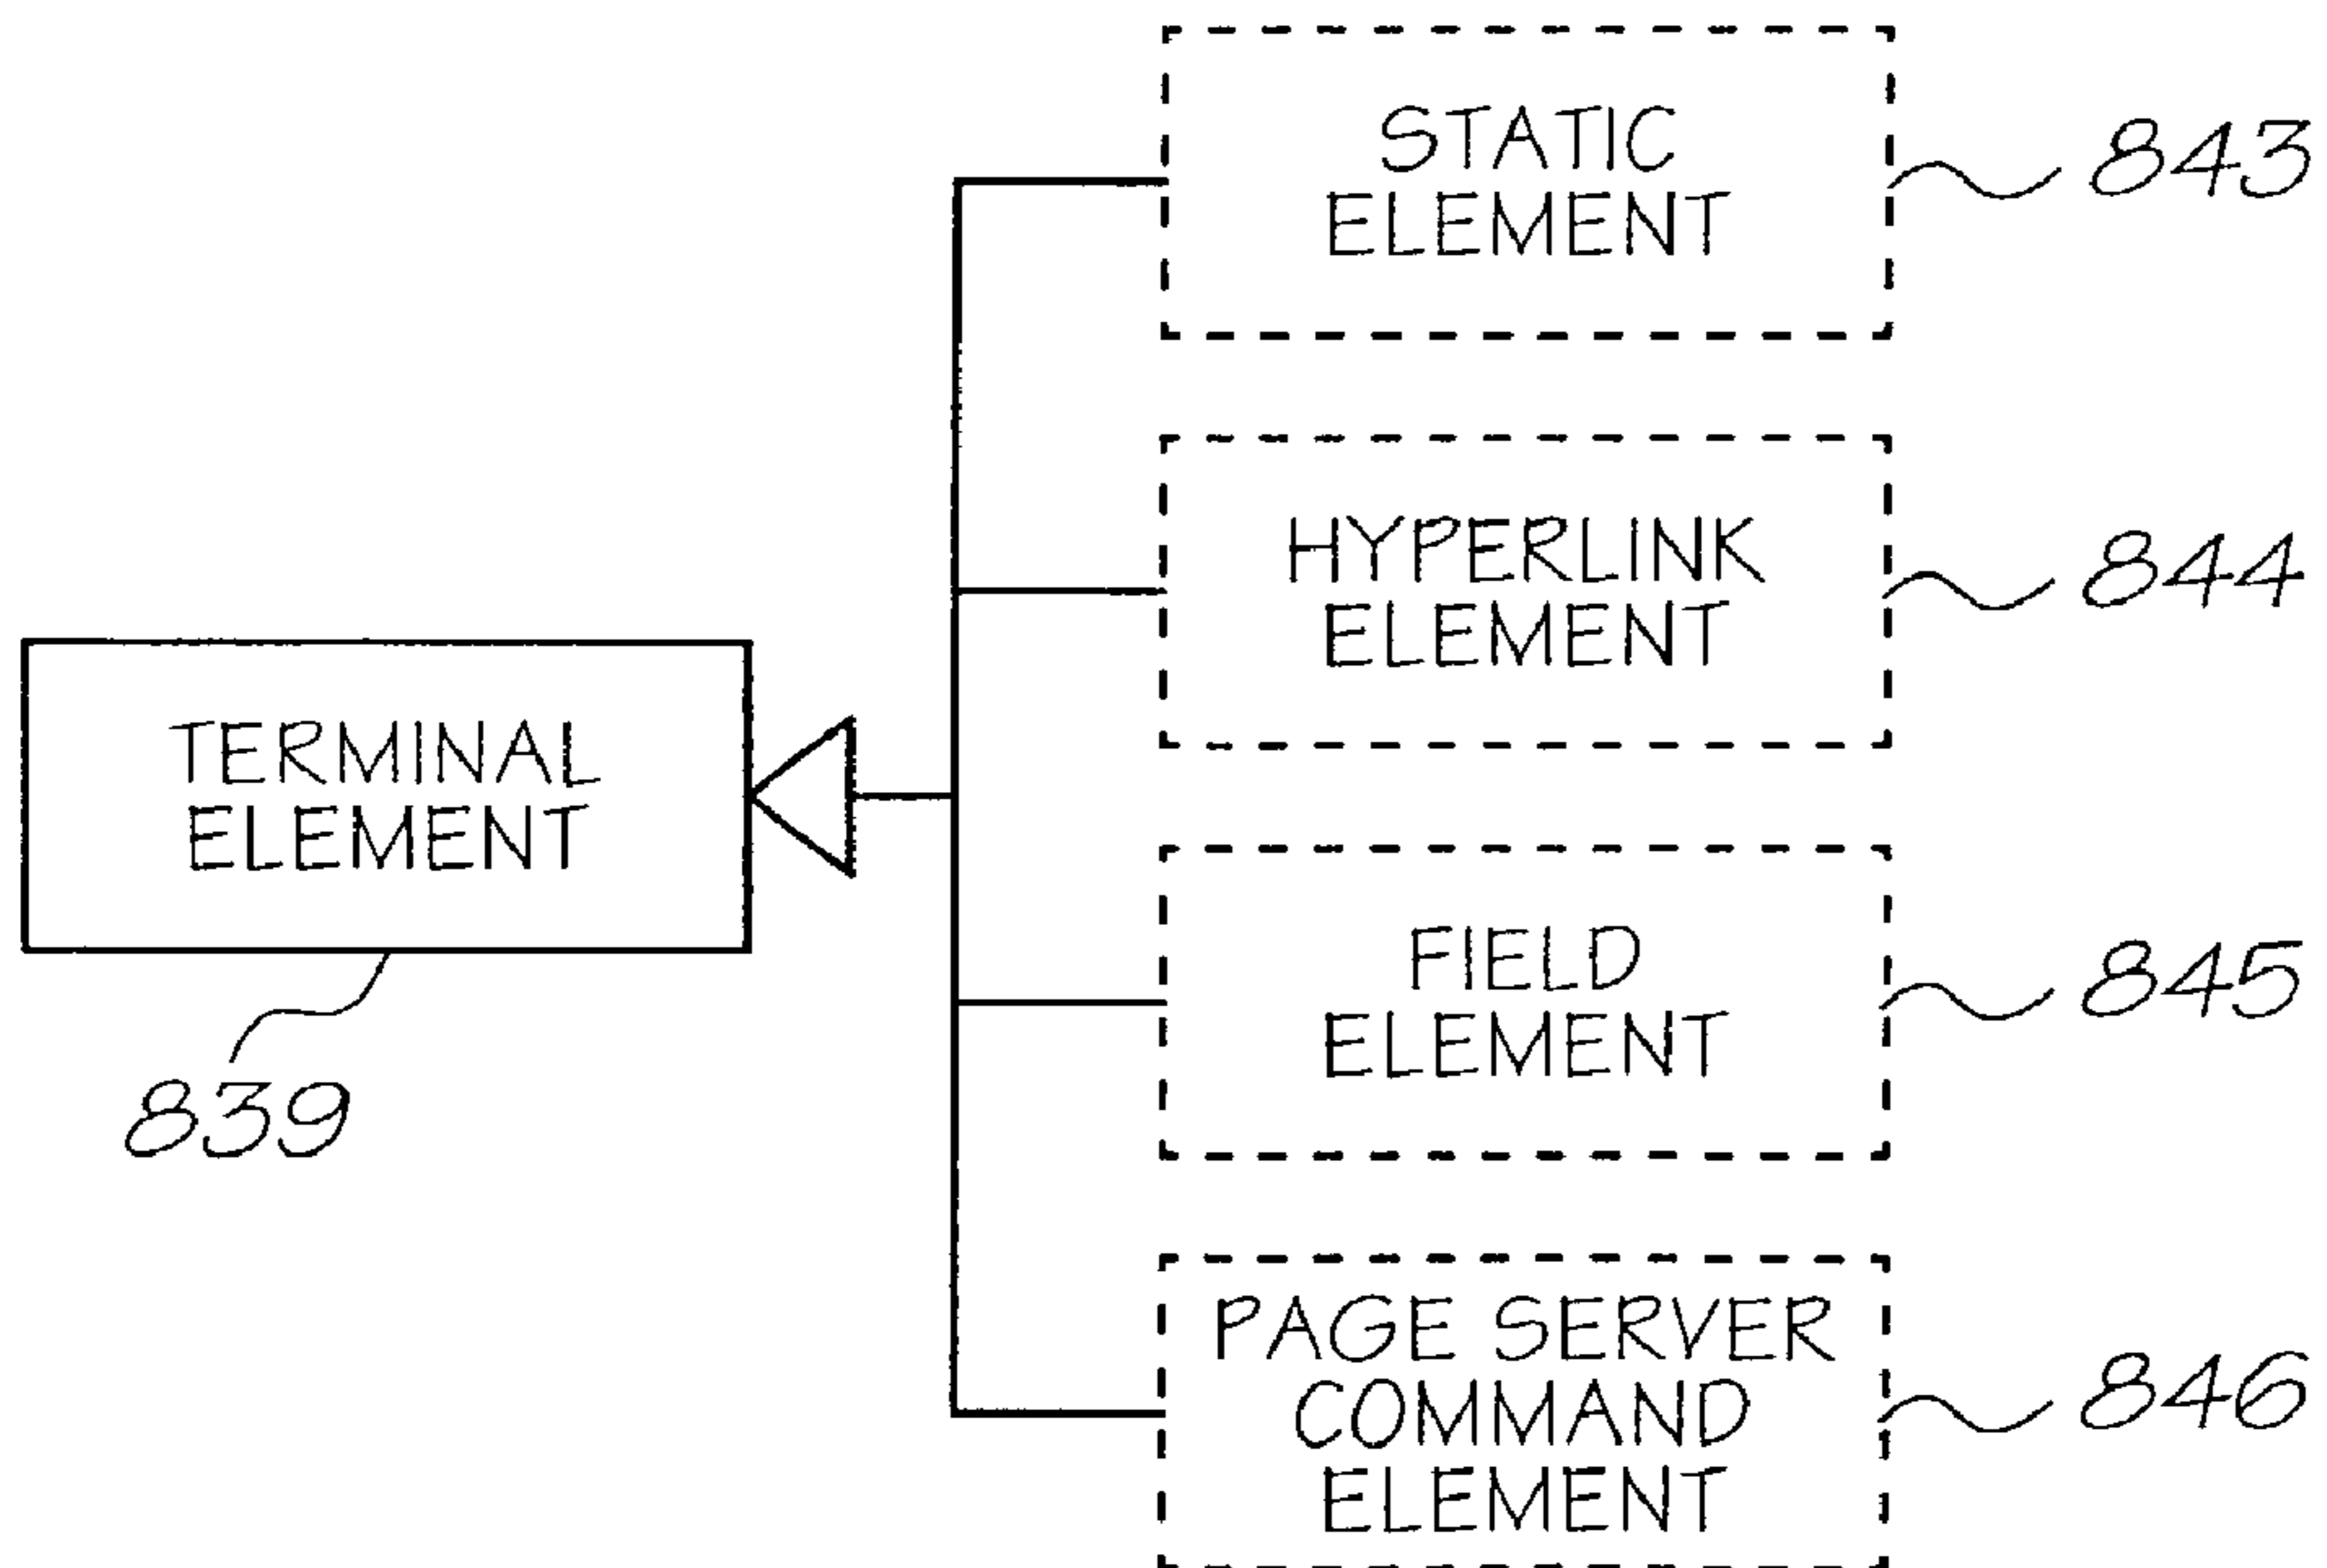 STATIC
ELEMENT
843
HYPERLINK
ELEMENT
844
TERMINAL
ELEMENT
839
FIELD
ELEMENT
845
PAGE SERVER
COMMAND
ELEMENT
846